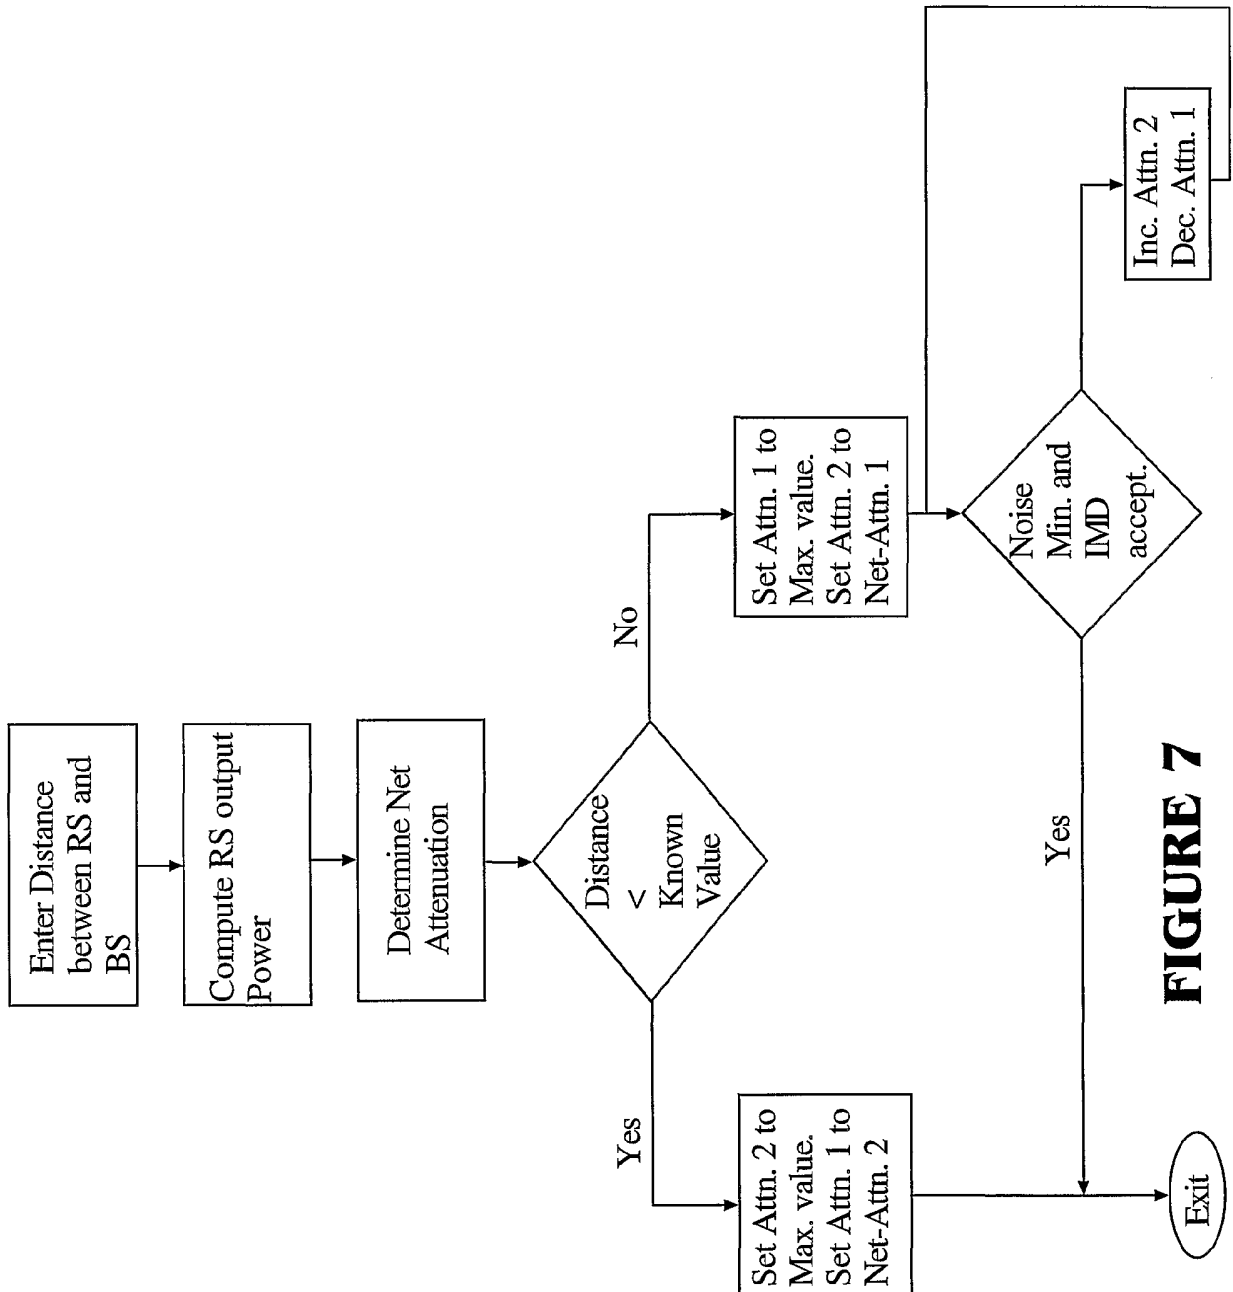 Enter Distance
between RS and
BS
Compute RS output
Power
Determine Net
Attenuation
Distance
<
Known
Value
Yes
No
Set Attn. 2 to
Max. value.
Set Attn. 1 to
Net-Attn. 2
Set Attn. 1 to
Max. value.
Set Attn. 2 to
Net-Attn. 1
Noise
Min. and
IMD
accept.
Yes
Inc. Attn. 2
Dec. Attn. 1
Exit
FIGURE 7